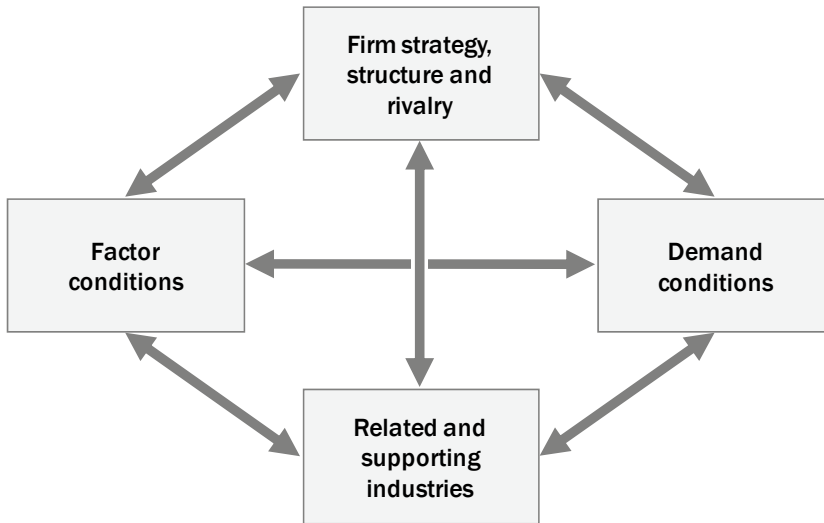 Firm strategy,
structure and
rivalry
Factor
conditions
Demand
conditions
Related and
supporting
industries